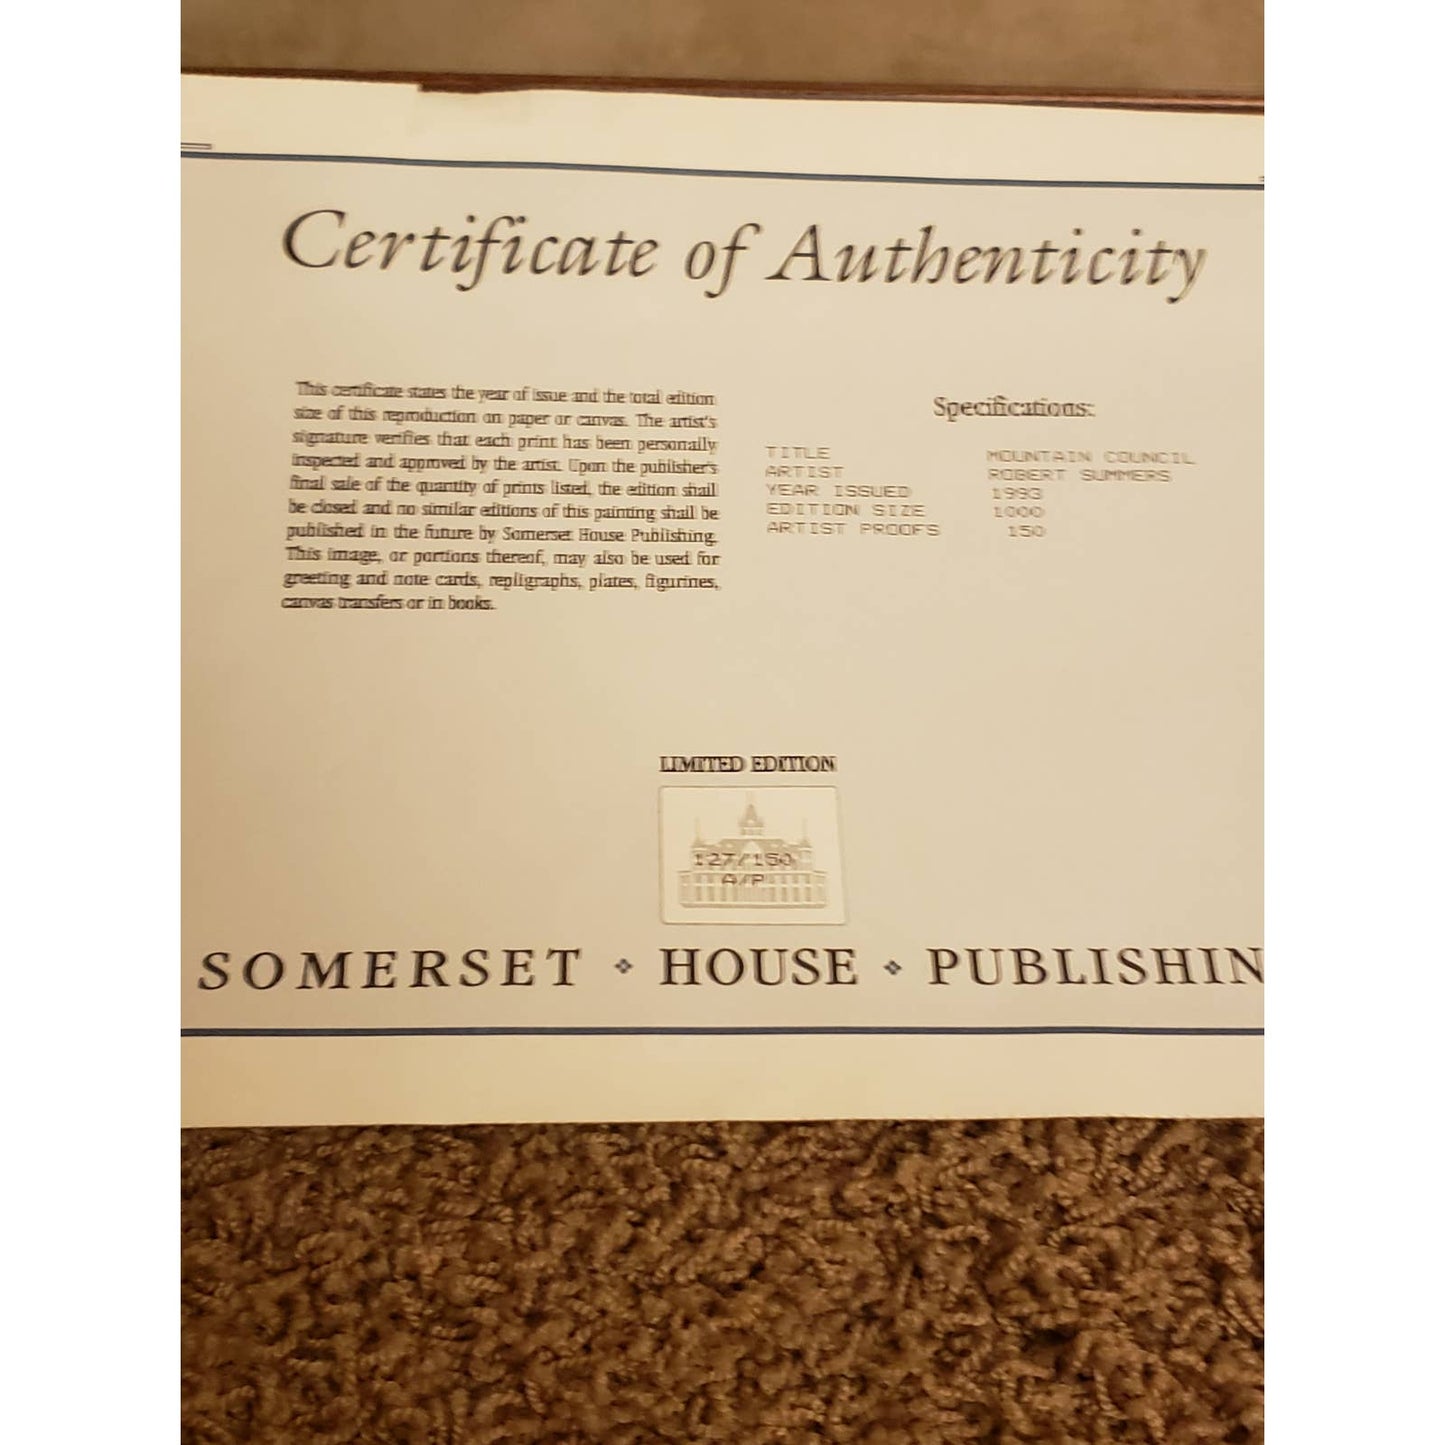 Certificate of Authenticity
This certificate states the year of issue and the total edition
size of this reproduction on paper or canvas. The artist's
signature verifies that each print has been personally
inspected and approved by the artist. Upon the publisher's
final sale of the quantity of prints listed, the edition shall
be closed and no similar editions of this painting shall be
published in the future by Somerset House Publishing.
This image, or portions thereof, may also be used for
greeting and note cards, repligraphs, plates, figurines,
canvas transfers or in books.
Specifications:
TITLE MOUNTAIN COUNCIL
ARTIST ROBERT SUMMERS
YEAR ISSUED 1993
EDITION SIZE 1000
ARTIST PROOFS 150
LIMITED EDITION
127/150
A/P
SOMERSET HOUSE PUBLISHIN